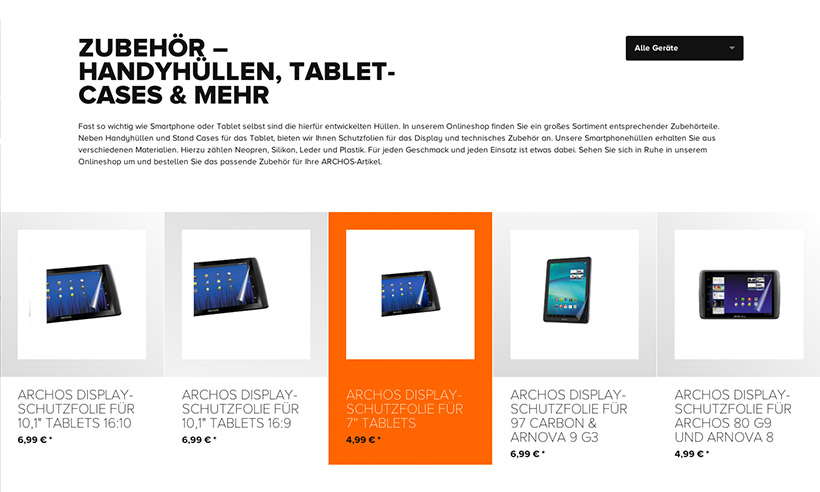 ZUBEHÖR –
HANDYHÜLLEN, TABLET-
CASES & MEHR
Alle Geräte
Fast so wichtig wie Smartphone oder Tablet selbst sind die hierfür entwickelten Hüllen. In unserem Onlineshop finden Sie ein großes Sortiment entsprechender Zubehörteile.
Neben Handyhüllen und Stand Cases für das Tablet, bieten wir Ihnen Schutzfolien für das Display und technisches Zubehör an. Unsere Smartphonehüllen erhalten Sie aus
verschiedenen Materialien. Hierzu zählen Neopren, Silikon, Leder und Plastik. Für jeden Geschmack und jeden Einsatz ist etwas dabei. Sehen Sie sich in Ruhe in unserem
Onlineshop um und bestellen Sie das passende Zubehör für Ihre ARCHOS-Artikel.
ARCHOS DISPLAY-
SCHUTZFOLIE FÜR
10,1" TABLETS 16:10
6,99 € *
ARCHOS DISPLAY-
SCHUTZFOLIE FÜR
10,1" TABLETS 16:9
6,99 € *
ARCHOS DISPLAY-
SCHUTZFOLIE FÜR
7" TABLETS
4,99 € *
ARCHOS DISPLAY-
SCHUTZFOLIE FÜR
97 CARBON &
ARNOVA 9 G3
6,99 € *
ARCHOS DISPLAY-
SCHUTZFOLIE FÜR
ARCHOS 80 G9
UND ARNOVA 8
4,99 € *